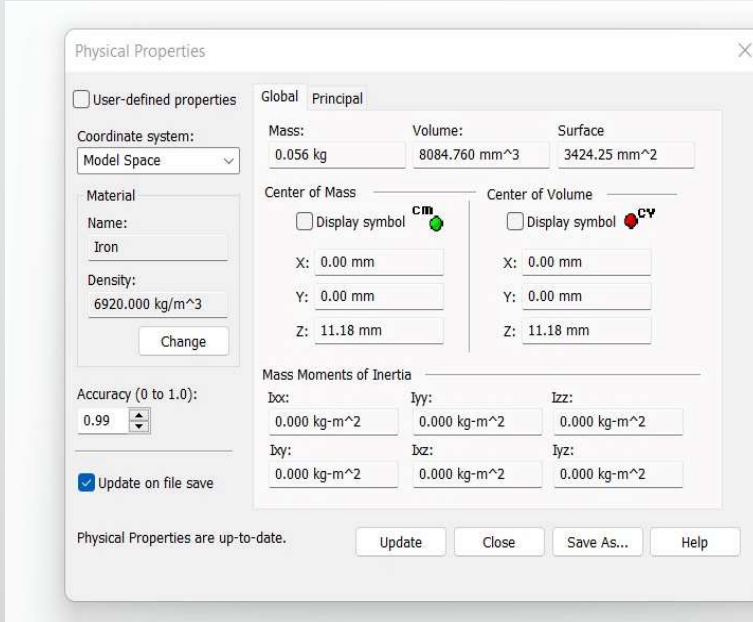 Physical Properties
User-defined properties
Coordinate system:
Model Space
Material
Name:
Iron
Density:
6920.000 kg/m^3
Change
Accuracy (0 to 1.0):
0.99
Update on file save
Global Principal
Mass: Volume: Surface
0.056 kg 8084.760 mm^3 3424.25 mm^2
Center of Mass Center of Volume
Display symbol cm Display symbol cv
X: 0.00 mm X: 0.00 mm
Y: 0.00 mm Y: 0.00 mm
Z: 11.18 mm Z: 11.18 mm
Mass Moments of Inertia
Ixx: Iyy: Izz:
0.000 kg-m^2 0.000 kg-m^2 0.000 kg-m^2
Ixy: Ixz: Iyz:
0.000 kg-m^2 0.000 kg-m^2 0.000 kg-m^2
Physical Properties are up-to-date. Update Close Save As... Help